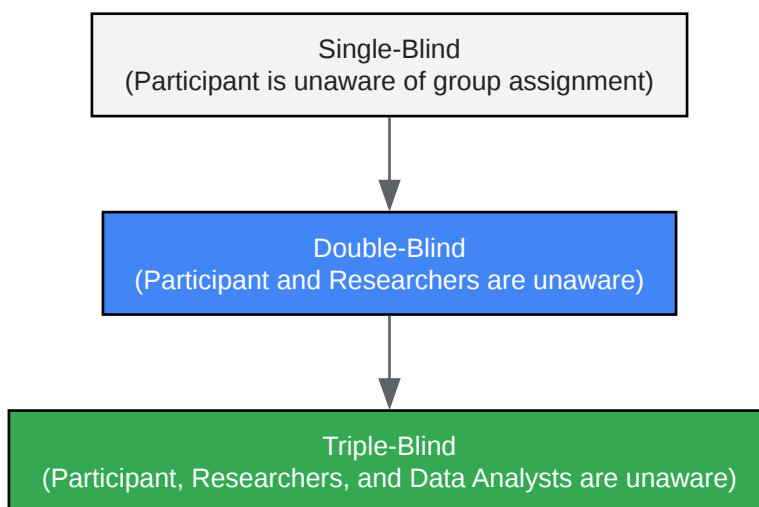 Single-Blind
(Participant is unaware of group assignment)
Double-Blind
(Participant and Researchers are unaware)
Triple-Blind
(Participant, Researchers, and Data Analysts are unaware)